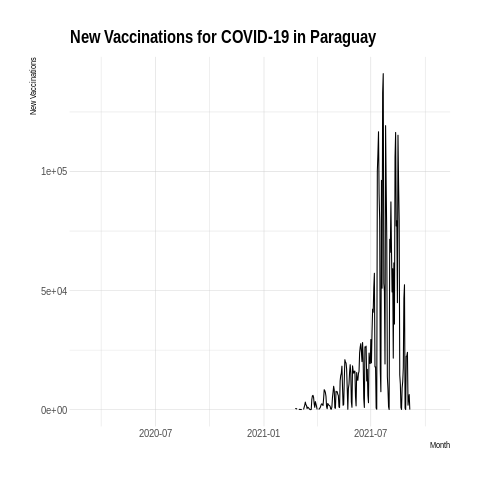 New Vaccinations for COVID-19 in Paraguay
New Vaccinations
1e+05
5e+04
0e+00
2020-07
2021-01
2021-07
Month